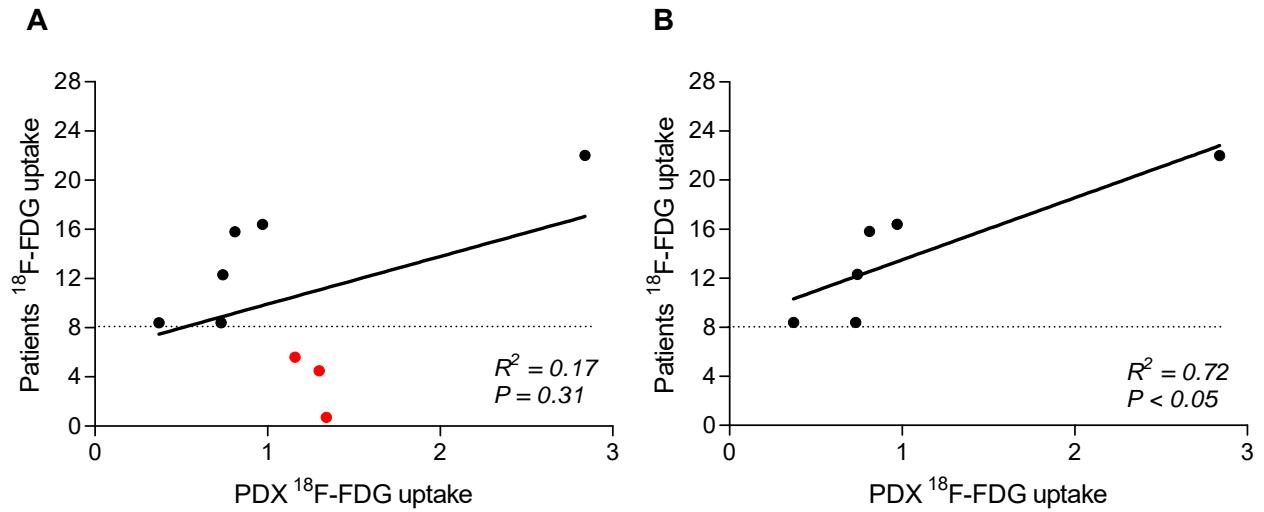 A
Patients ¹⁸F-FDG uptake
28
24
20
16
12
8
4
0
0 1 2 3
R² = 0.17
P = 0.31
PDX ¹⁸F-FDG uptake
B
Patients ¹⁸F-FDG uptake
28
24
20
16
12
8
4
0
0 1 2 3
R² = 0.72
P < 0.05
PDX ¹⁸F-FDG uptake